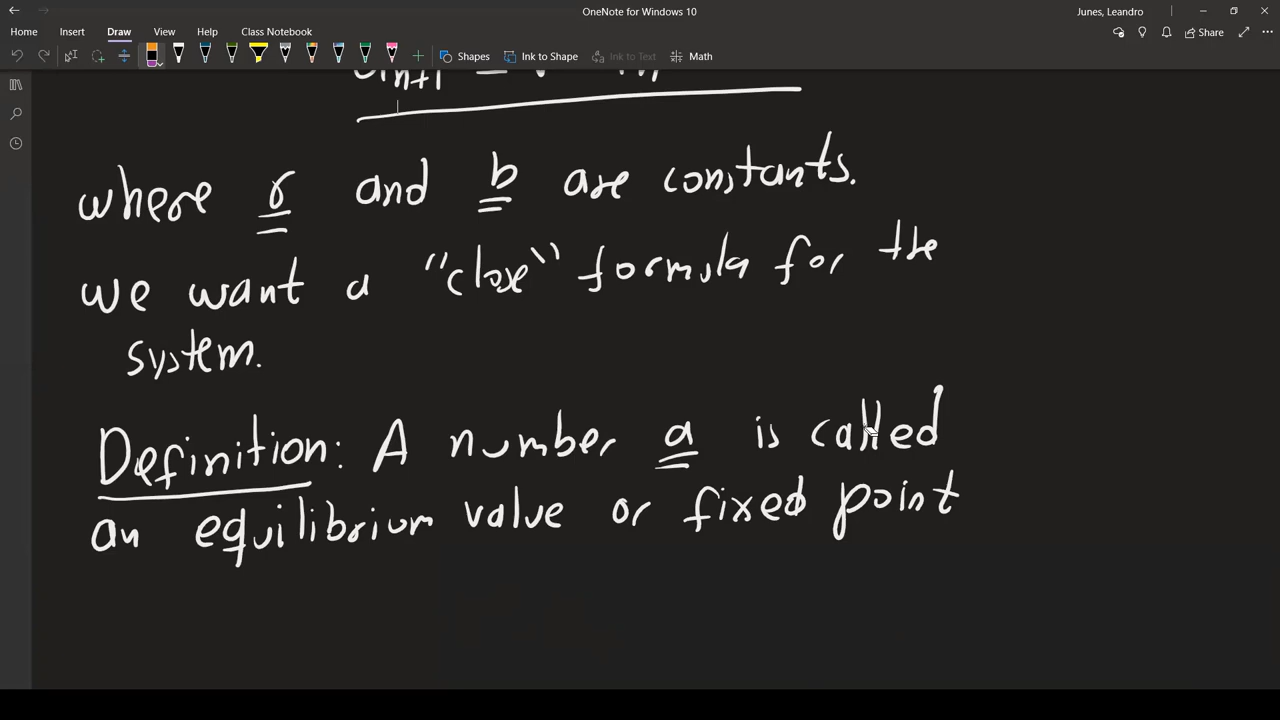 OneNote for Windows 10
Junes, Leandro
Home Insert Draw View Help Class Notebook
Share
Shapes Ink to Shape Ink to Text Math
where r and b are constants.
we want a "close" formula for the
system.
Definition: A number a is called
an equilibrium value or fixed point